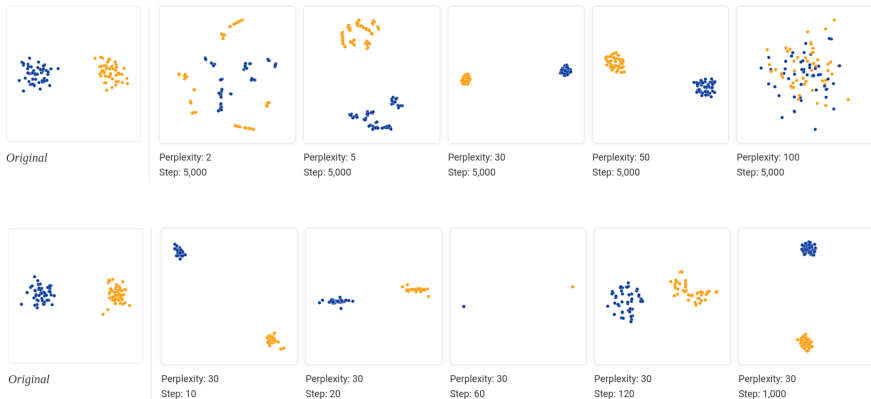 Original
Perplexity: 2
Step: 5,000
Perplexity: 5
Step: 5,000
Perplexity: 30
Step: 5,000
Perplexity: 50
Step: 5,000
Perplexity: 100
Step: 5,000
Original
Perplexity: 30
Step: 10
Perplexity: 30
Step: 20
Perplexity: 30
Step: 60
Perplexity: 30
Step: 120
Perplexity: 30
Step: 1,000